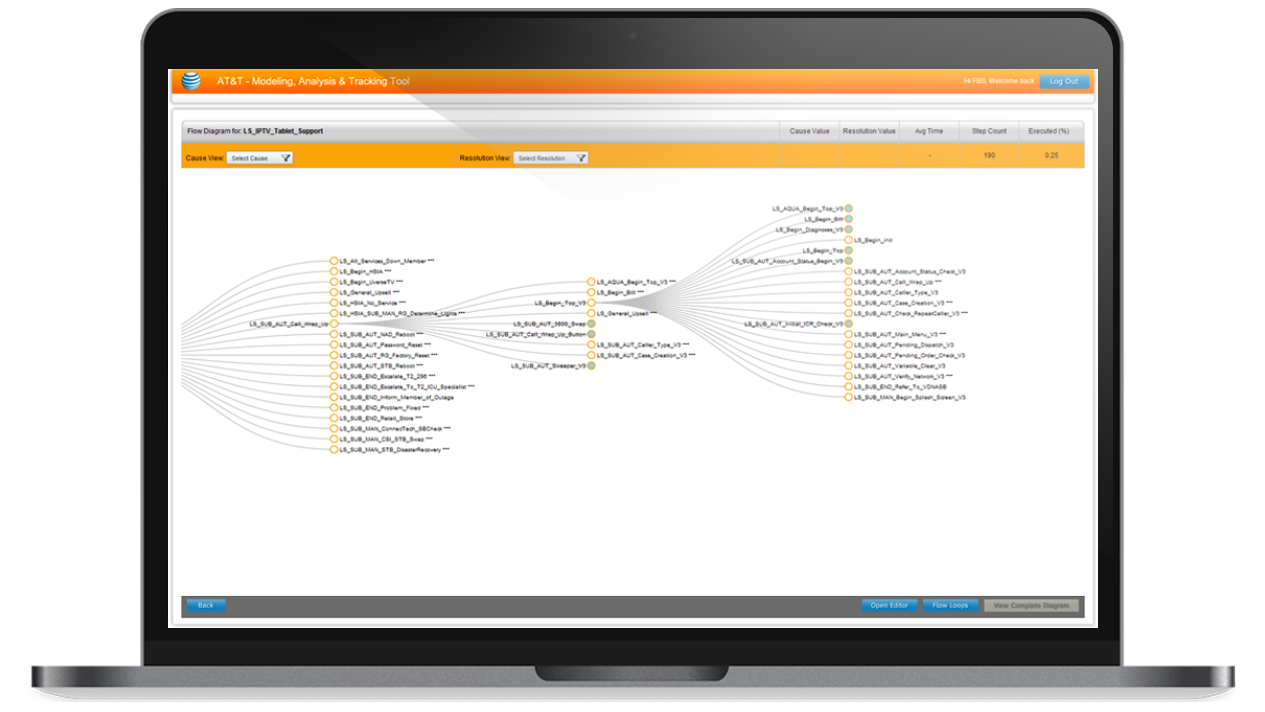 AT&T - Modeling, Analysis & Tracking Tool
Hi FBS, Welcome back
Log Out
Flow Diagram for: LS_IPTV_Tablet_Support
Cause Value
Resolution Value
Avg Time
Step Count
Executed (%)
Cause View: Select Cause
Resolution View: Select Resolution
-
190
0.25
LS_All_Services_Down_Member ***
LS_Begin_HSIA ***
LS_Begin_UverseTV ***
LS_General_Upsell ***
LS_HSIA_No_Service ***
LS_HSIA_SUB_MAN_RG_Determine_Lights ***
LS_SUB_AUT_Call_Wrap_Up
LS_SUB_AUT_NAD_Reboot ***
LS_SUB_AUT_Password_Reset ***
LS_SUB_AUT_RG_Factory_Reset ***
LS_SUB_AUT_STB_Reboot ***
LS_SUB_END_Escalate_T2_296 ***
LS_SUB_END_Escalate_To_T2_ICU_Specialist ***
LS_SUB_END_Inform_Member_of_Outage
LS_SUB_END_Problem_Fixed ***
LS_SUB_END_Retail_Store ***
LS_SUB_MAN_ConnecTech_SBCheck ***
LS_SUB_MAN_CSI_STB_Swap ***
LS_SUB_MAN_STB_DisasterRecovery ***
LS_AQUA_Begin_Top_V3 ***
LS_Begin_Bill ***
LS_Begin_Top_V3
LS_General_Upsell ***
LS_SUB_AUT_3800_Swap
LS_SUB_AUT_Call_Wrap_Up_Button
LS_SUB_AUT_Caller_Type_V3 ***
LS_SUB_AUT_Case_Creation_V3 ***
LS_SUB_AUT_Sweeper_V3
LS_AQUA_Begin_Top_V3
LS_Begin_Bill
LS_Begin_Diagnoses_V3
LS_Begin_Init
LS_Begin_Top
LS_SUB_AUT_Account_Status_Begin_V3
LS_SUB_AUT_Account_Status_Check_V3
LS_SUB_AUT_Call_Wrap_Up ***
LS_SUB_AUT_Caller_Type_V3
LS_SUB_AUT_Case_Creation_V3 ***
LS_SUB_AUT_Check_RepeatCaller_V3 ***
LS_SUB_AUT_Initial_ICR_Check_V3
LS_SUB_AUT_Main_Menu_V3 ***
LS_SUB_AUT_Pending_Dispatch_V3
LS_SUB_AUT_Pending_Order_Check_V3
LS_SUB_AUT_Variable_Clear_V3
LS_SUB_AUT_Verify_Network_V3 ***
LS_SUB_END_Refer_To_VDNASB
LS_SUB_MAN_Begin_Splash_Screen_V3
Back
Open Editor
Flow Loops
View Complete Diagram